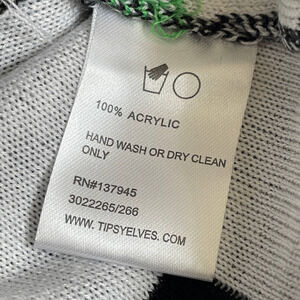 100% ACRYLIC
HAND WASH OR DRY CLEAN
ONLY
RN#137945
3022265/266
WWW. TIPSYELVES. COM